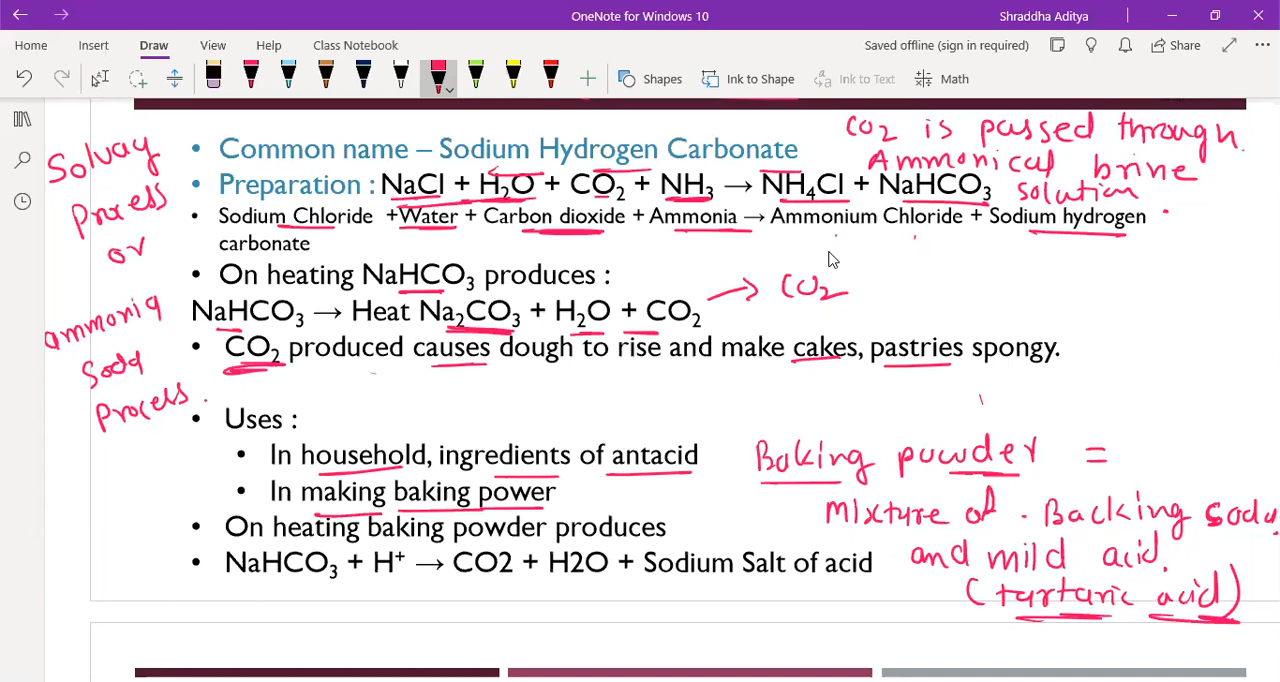 OneNote for Windows 10
Shraddha Aditya
Home Insert Draw View Help Class Notebook
Saved offline (sign in required) Share
Shapes Ink to Shape Ink to Text Math
CO2 is passed through
Ammonical brine
solution.
Solvay
Process
or
ammonia
Soda
Process.
• Common name – Sodium Hydrogen Carbonate
• Preparation : NaCl + H₂O + CO₂ + NH₃ → NH₄Cl + NaHCO₃
• Sodium Chloride +Water + Carbon dioxide + Ammonia → Ammonium Chloride + Sodium hydrogen
carbonate
• On heating NaHCO₃ produces :
NaHCO₃ → Heat Na₂CO₃ + H₂O + CO₂
→ CO2
• CO₂ produced causes dough to rise and make cakes, pastries spongy.
• Uses :
• In household, ingredients of antacid
• In making baking power
• On heating baking powder produces
• NaHCO₃ + H⁺ → CO2 + H2O + Sodium Salt of acid
Baking powder =
mixture of . Backing soda
and mild acid.
(tartaric acid)